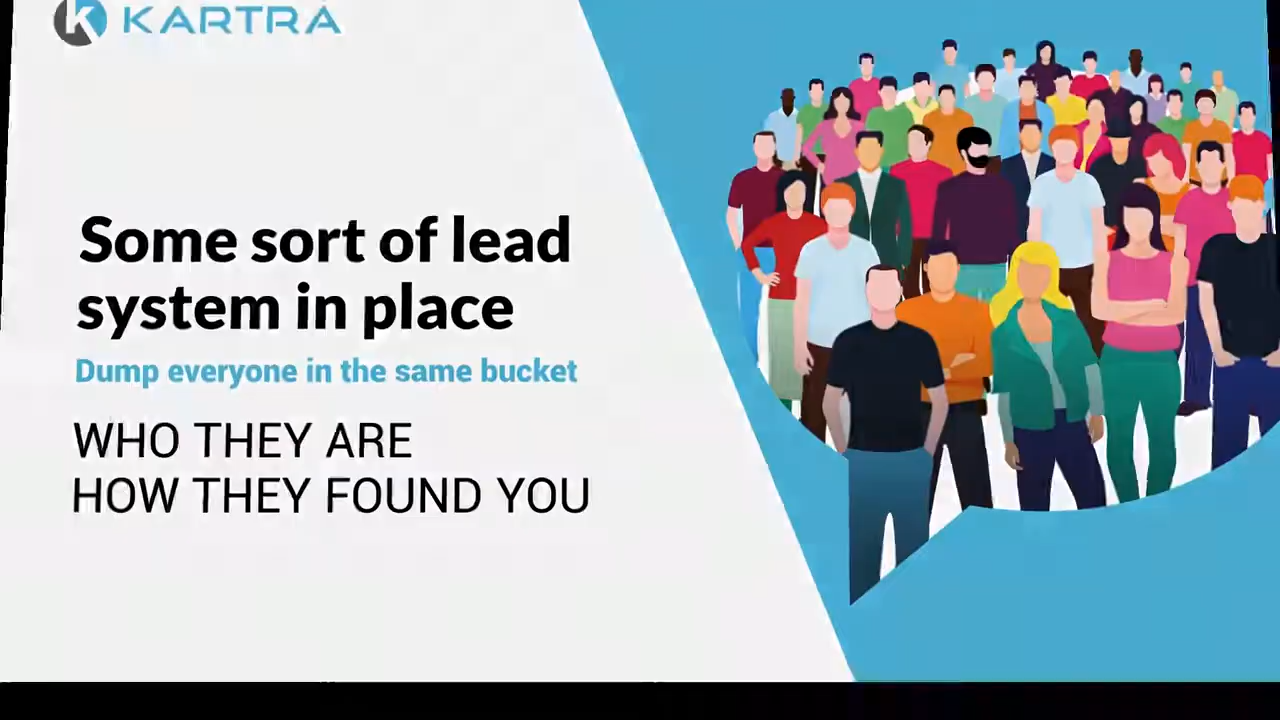 KARTRA
Some sort of lead
system in place
Dump everyone in the same bucket
WHO THEY ARE
HOW THEY FOUND YOU